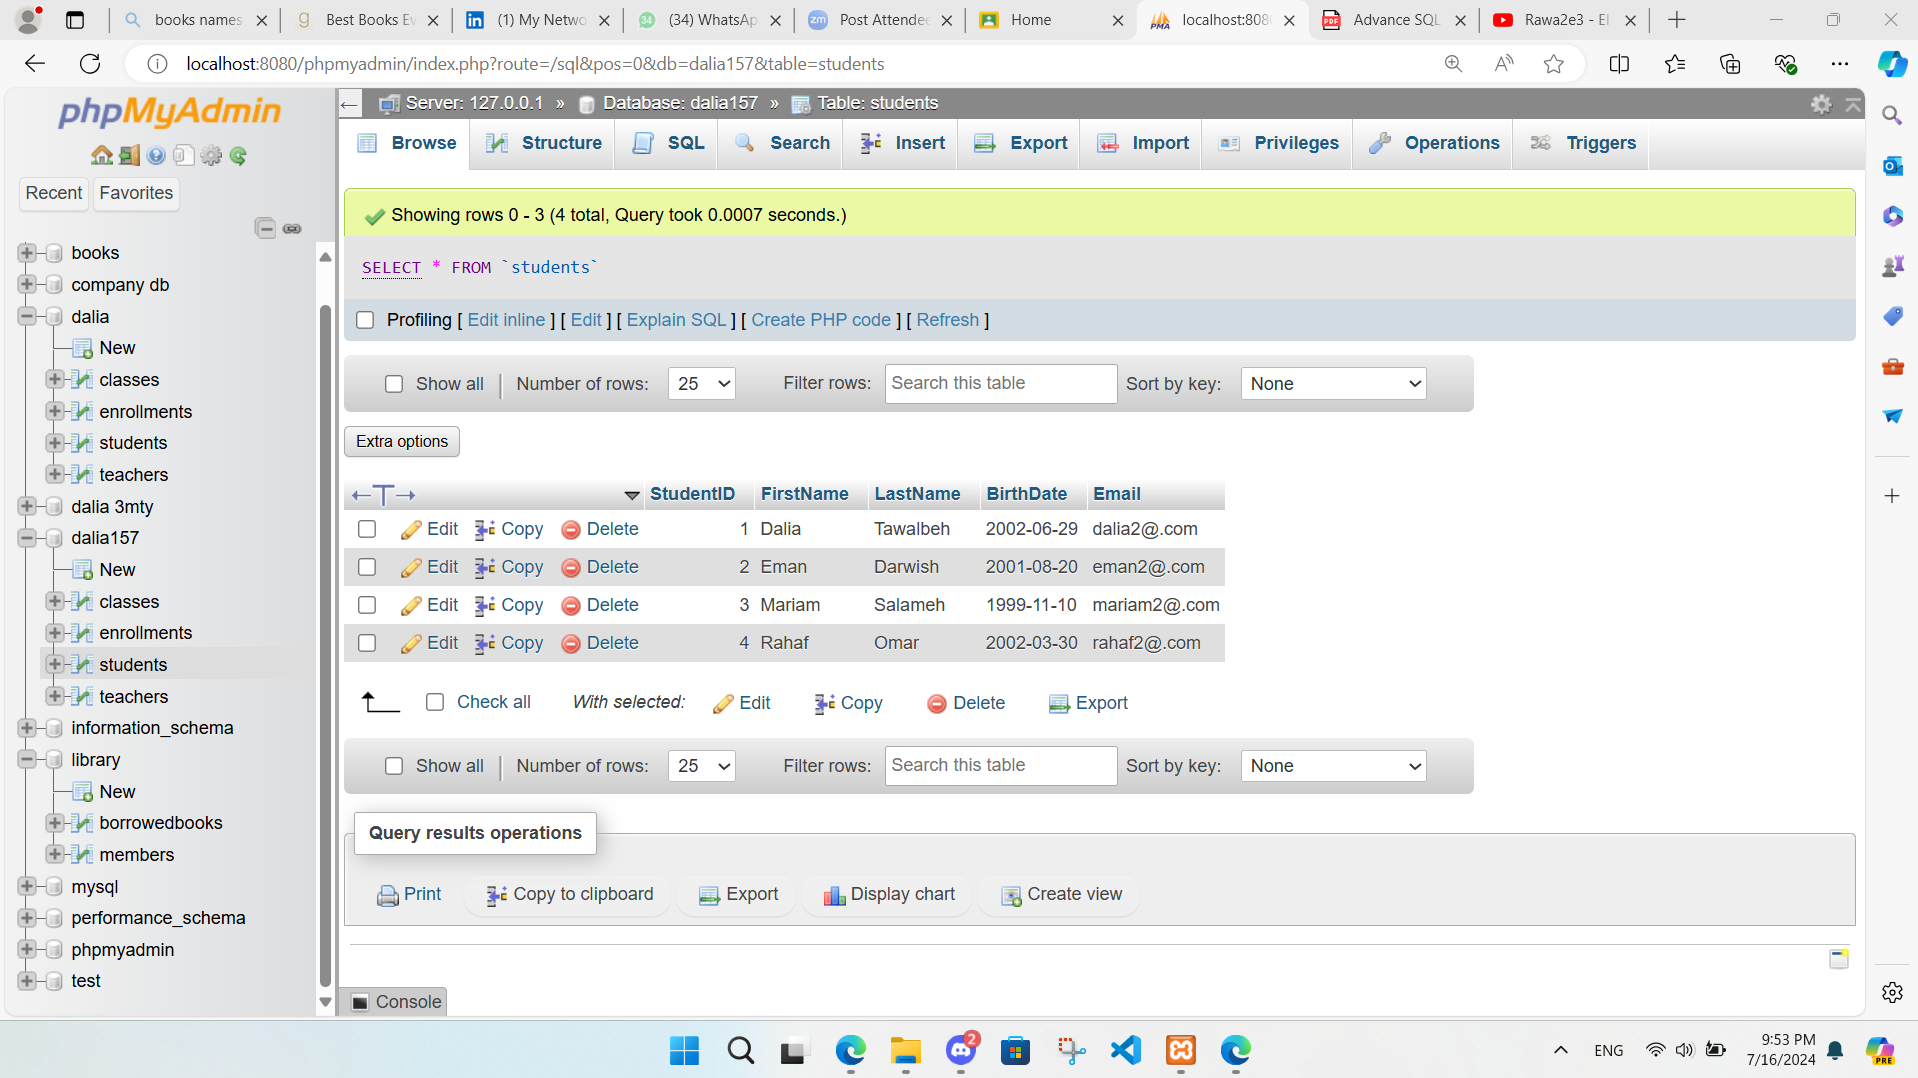 books names
Best Books Ev
(1) My Netwo
(34) WhatsAp
Post Attendee
Home
localhost:808
Advance SQL
Rawa2e3 - El
localhost:8080/phpmyadmin/index.php?route=/sql&pos=0&db=dalia157&table=students
phpMyAdmin
Recent
Favorites
books
company db
dalia
New
classes
enrollments
students
teachers
dalia 3mty
dalia157
New
classes
enrollments
students
teachers
information_schema
library
New
borrowedbooks
members
mysql
performance_schema
phpmyadmin
test
Server: 127.0.0.1 » Database: dalia157 » Table: students
Browse Structure SQL Search Insert Export Import Privileges Operations Triggers
Showing rows 0 - 3 (4 total, Query took 0.0007 seconds.)
SELECT * FROM `students`
Profiling [ Edit inline ] [ Edit ] [ Explain SQL ] [ Create PHP code ] [ Refresh ]
Show all | Number of rows: 25 Filter rows: Search this table Sort by key: None
Extra options
StudentID FirstName LastName BirthDate Email
Edit Copy Delete 1 Dalia Tawalbeh 2002-06-29 dalia2@.com
Edit Copy Delete 2 Eman Darwish 2001-08-20 eman2@.com
Edit Copy Delete 3 Mariam Salameh 1999-11-10 mariam2@.com
Edit Copy Delete 4 Rahaf Omar 2002-03-30 rahaf2@.com
Check all With selected: Edit Copy Delete Export
Show all | Number of rows: 25 Filter rows: Search this table Sort by key: None
Query results operations
Print Copy to clipboard Export Display chart Create view
Console
2
ENG
9:53 PM
7/16/2024